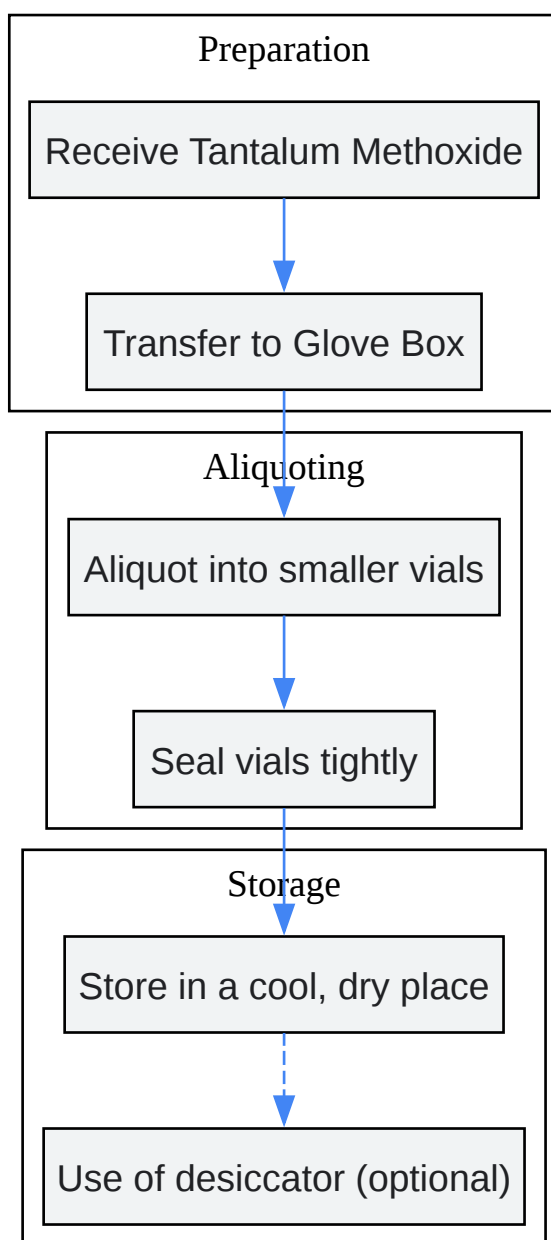 Preparation
Receive Tantalum Methoxide
Transfer to Glove Box
Aliquoting
Aliquot into smaller vials
Seal vials tightly
Storage
Store in a cool, dry place
Use of desiccator (optional)